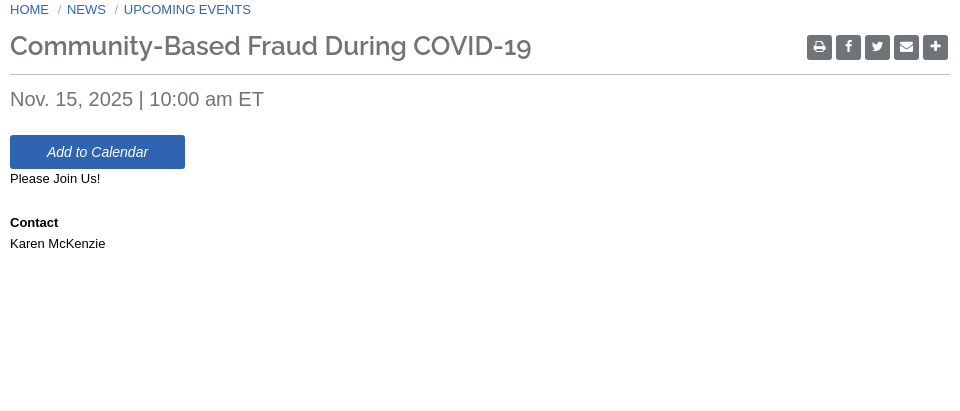 HOME / NEWS / UPCOMING EVENTS
Community-Based Fraud During COVID-19
Nov. 15, 2025 | 10:00 am ET
Add to Calendar
Please Join Us!
Contact
Karen McKenzie